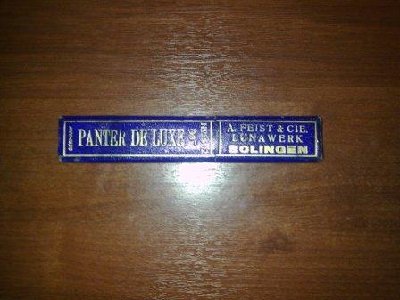 PANTER DE LUXE
A. FEIST & CIE.
LUNAWERK
SOLINGEN